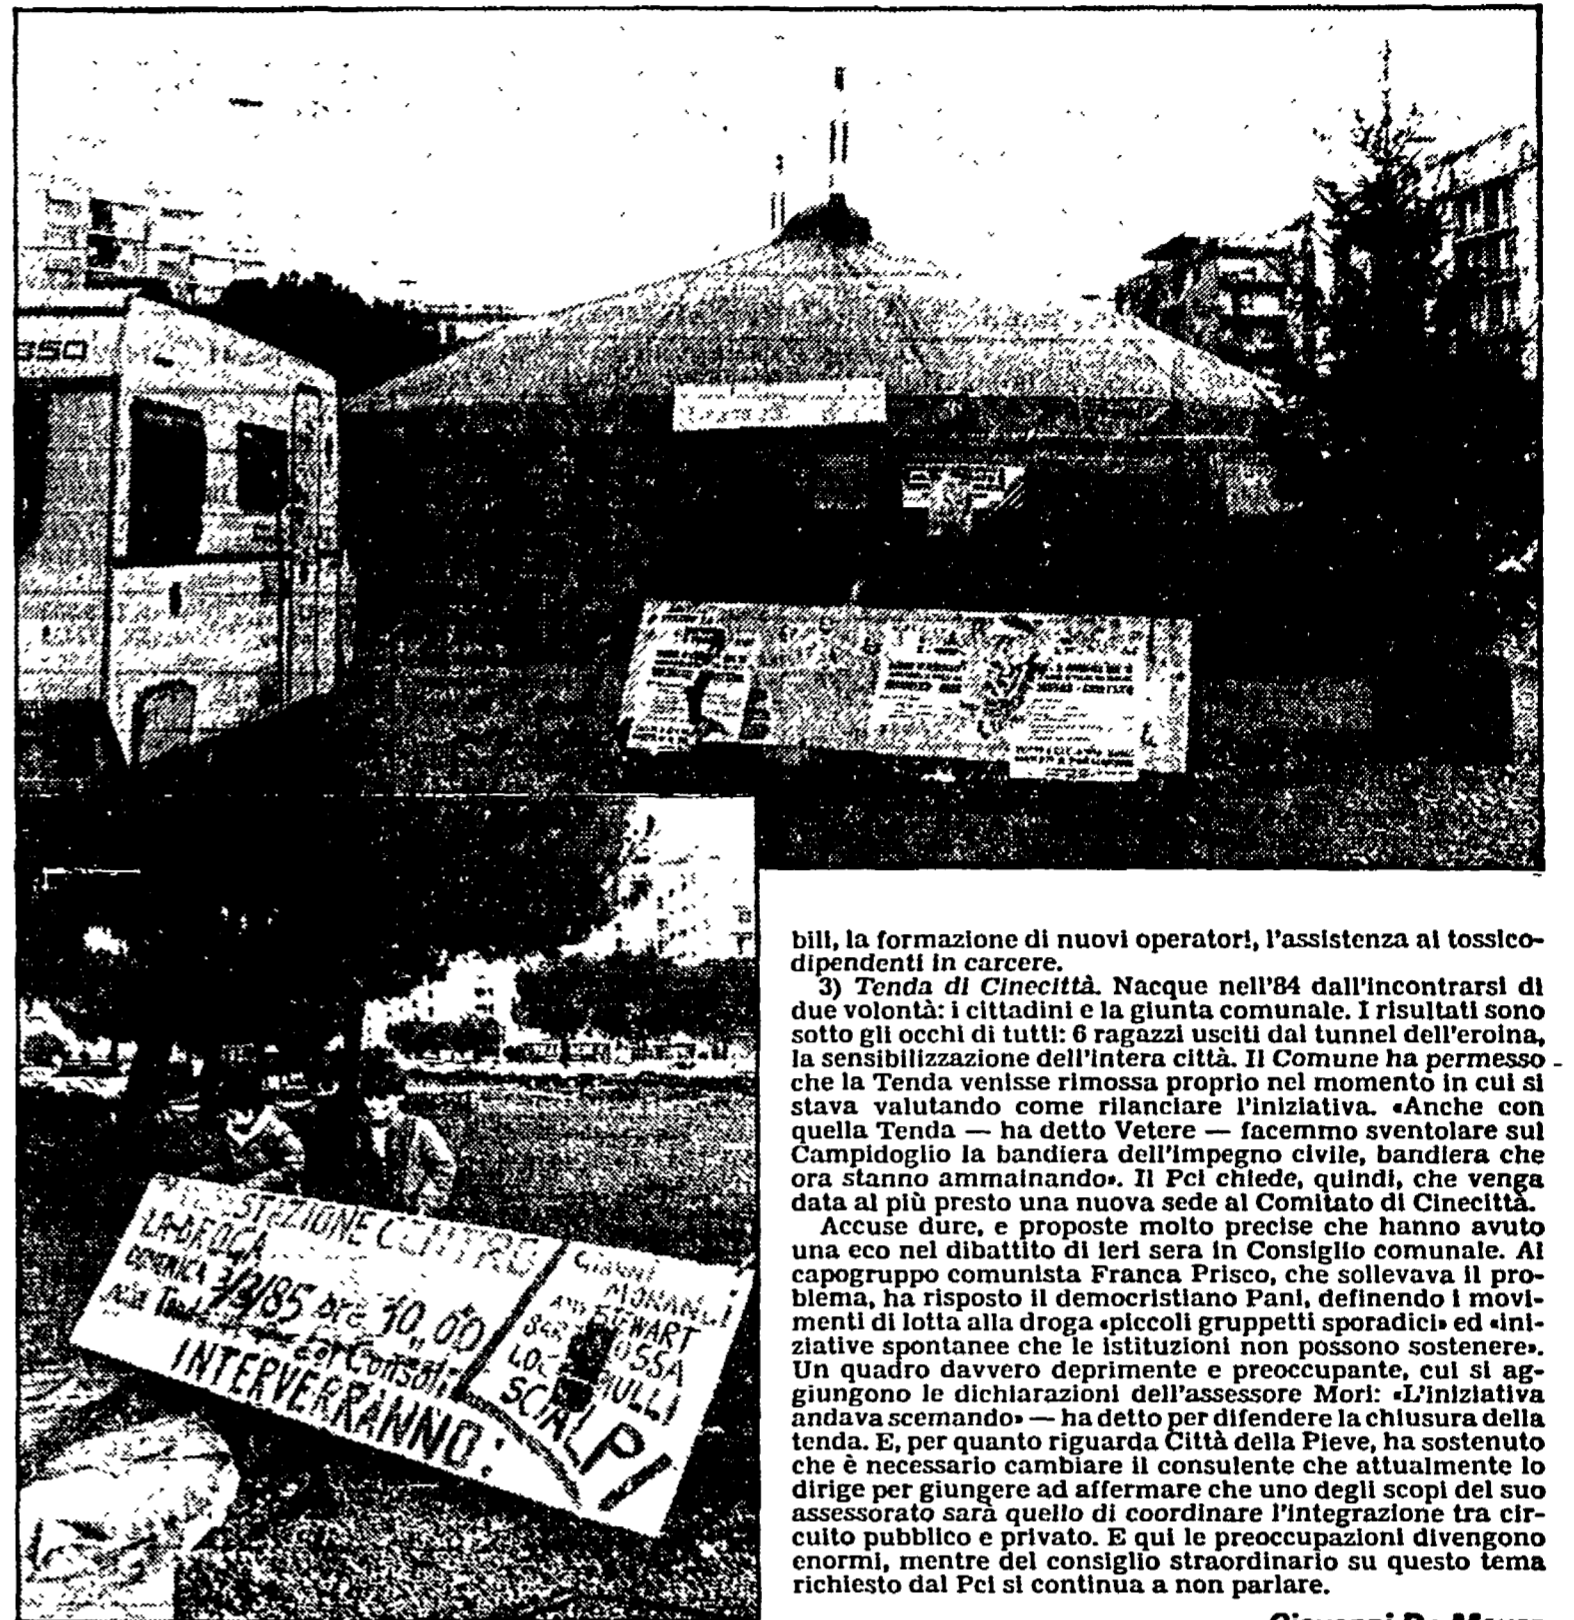 350
LA DROGA
DOMENICA 3/3/85 ore 10,00
INTERVERRANNO:
GIANNI
MORANDI
STEWART
SCIALPI
bili, la formazione di nuovi operatori, l'assistenza ai tossico-
dipendenti in carcere.
3) Tenda di Cinecittà. Nacque nell'84 dall'incontrarsi di
due volontà: i cittadini e la giunta comunale. I risultati sono
sotto gli occhi di tutti: 6 ragazzi usciti dal tunnel dell'eroina,
la sensibilizzazione dell'intera città. Il Comune ha permesso
che la Tenda venisse rimossa proprio nel momento in cui si
stava valutando come rilanciare l'iniziativa. «Anche con
quella Tenda — ha detto Vetere — facemmo sventolare sul
Campidoglio la bandiera dell'impegno civile, bandiera che
ora stanno ammainando». Il Pci chiede, quindi, che venga
data al più presto una nuova sede al Comitato di Cinecittà.
Accuse dure, e proposte molto precise che hanno avuto
una eco nel dibattito di ieri sera in Consiglio comunale. Al
capogruppo comunista Franca Prisco, che sollevava il pro-
blema, ha risposto il democristiano Pani, definendo i movi-
menti di lotta alla droga «piccoli gruppetti sporadici» ed «ini-
ziative spontanee che le istituzioni non possono sostenere».
Un quadro davvero deprimente e preoccupante, cui si ag-
giungono le dichiarazioni dell'assessore Mori: «L'iniziativa
andava scemando» — ha detto per difendere la chiusura della
tenda. E, per quanto riguarda Città della Pieve, ha sostenuto
che è necessario cambiare il consulente che attualmente lo
dirige per giungere ad affermare che uno degli scopi del suo
assessorato sarà quello di coordinare l'integrazione tra cir-
cuito pubblico e privato. E qui le preoccupazioni divengono
enormi, mentre del consiglio straordinario su questo tema
richiesto dal Pci si continua a non parlare.